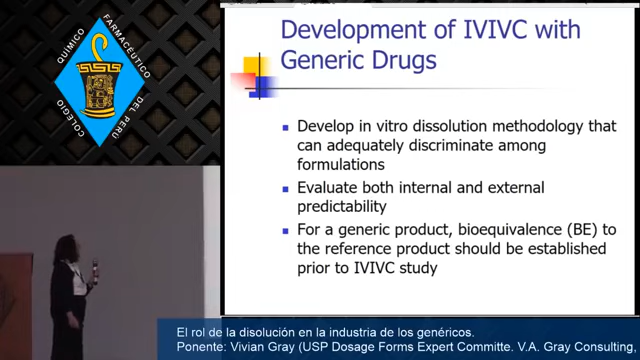 QUÍMICO
FARMACÉUTICO
COLEGIO
DEL PERU
Development of IVIVC with
Generic Drugs
Develop in vitro dissolution methodology that
can adequately discriminate among
formulations
Evaluate both internal and external
predictability
For a generic product, bioequivalence (BE) to
the reference product should be established
prior to IVIVC study
El rol de la disolución en la industria de los genéricos.
Ponente: Vivian Gray (USP Dosage Forms Expert Committe. V.A. Gray Consulting,